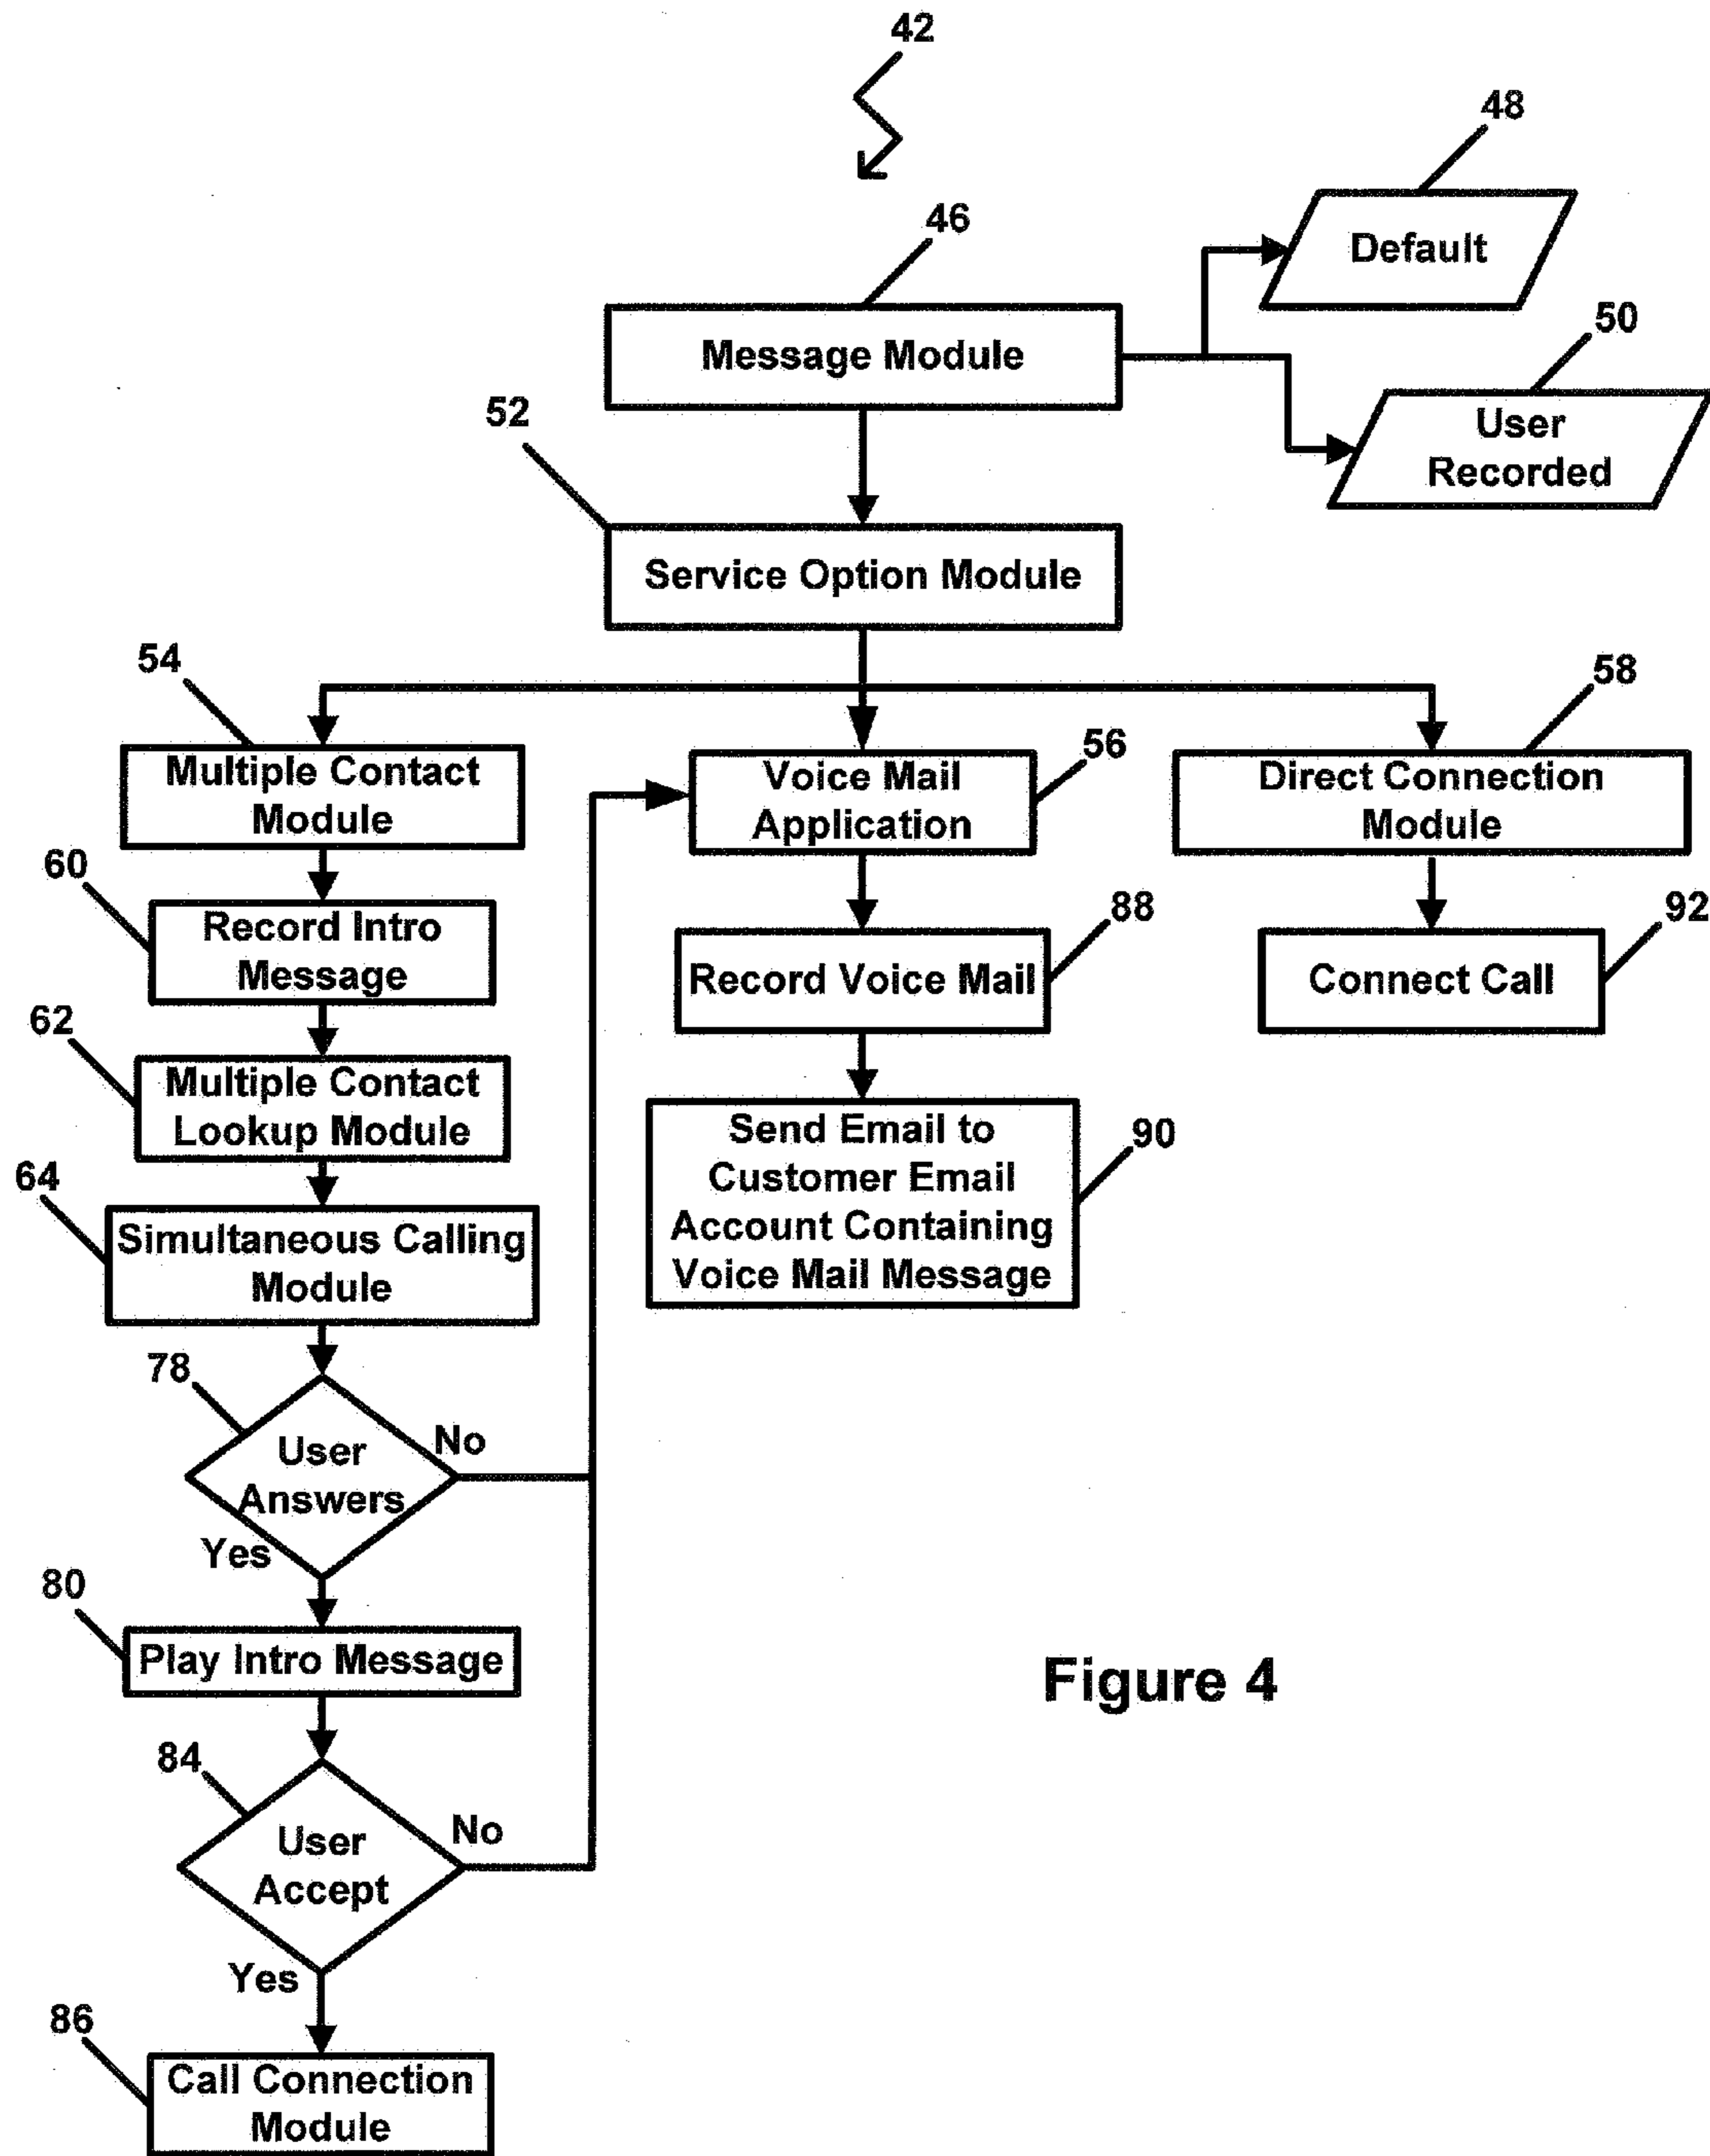 42
48
Default
46
Message Module
50
User
Recorded
52
Service Option Module
54
Multiple Contact
Module
56
Voice Mail
Application
58
Direct Connection
Module
60
Record Intro
Message
88
Record Voice Mail
92
Connect Call
62
Multiple Contact
Lookup Module
90
Send Email to
Customer Email
Account Containing
Voice Mail Message
64
Simultaneous Calling
Module
78
User
Answers
No
Yes
80
Play Intro Message
Figure 4
84
User
Accept
No
Yes
86
Call Connection
Module